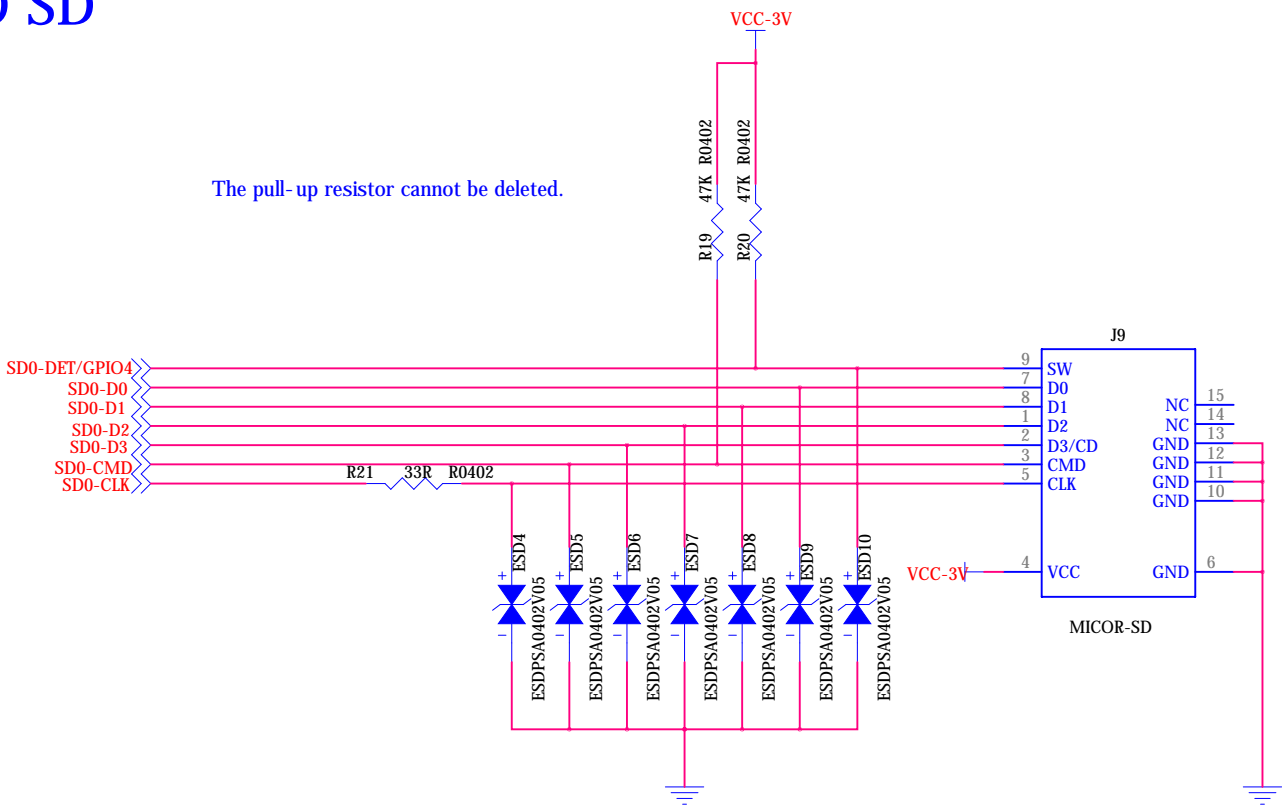 SD
VCC-3V
R19 47K R0402
R20 47K R0402
The pull-up resistor cannot be deleted.
J9
SD0-DET/GPIO4
SD0-D0
SD0-D1
SD0-D2
SD0-D3
SD0-CMD
SD0-CLK
R21 33R R0402
9 SW
7 D0
8 D1
1 D2
2 D3/CD
3 CMD
5 CLK
4 VCC
NC 15
NC 14
GND 13
GND 12
GND 11
GND 10
GND 6
VCC-3V
MICOR-SD
+ - ESD4 ESDPSA0402V05
+ - ESD5 ESDPSA0402V05
+ - ESD6 ESDPSA0402V05
+ - ESD7 ESDPSA0402V05
+ - ESD8 ESDPSA0402V05
+ - ESD9 ESDPSA0402V05
+ - ESD10 ESDPSA0402V05